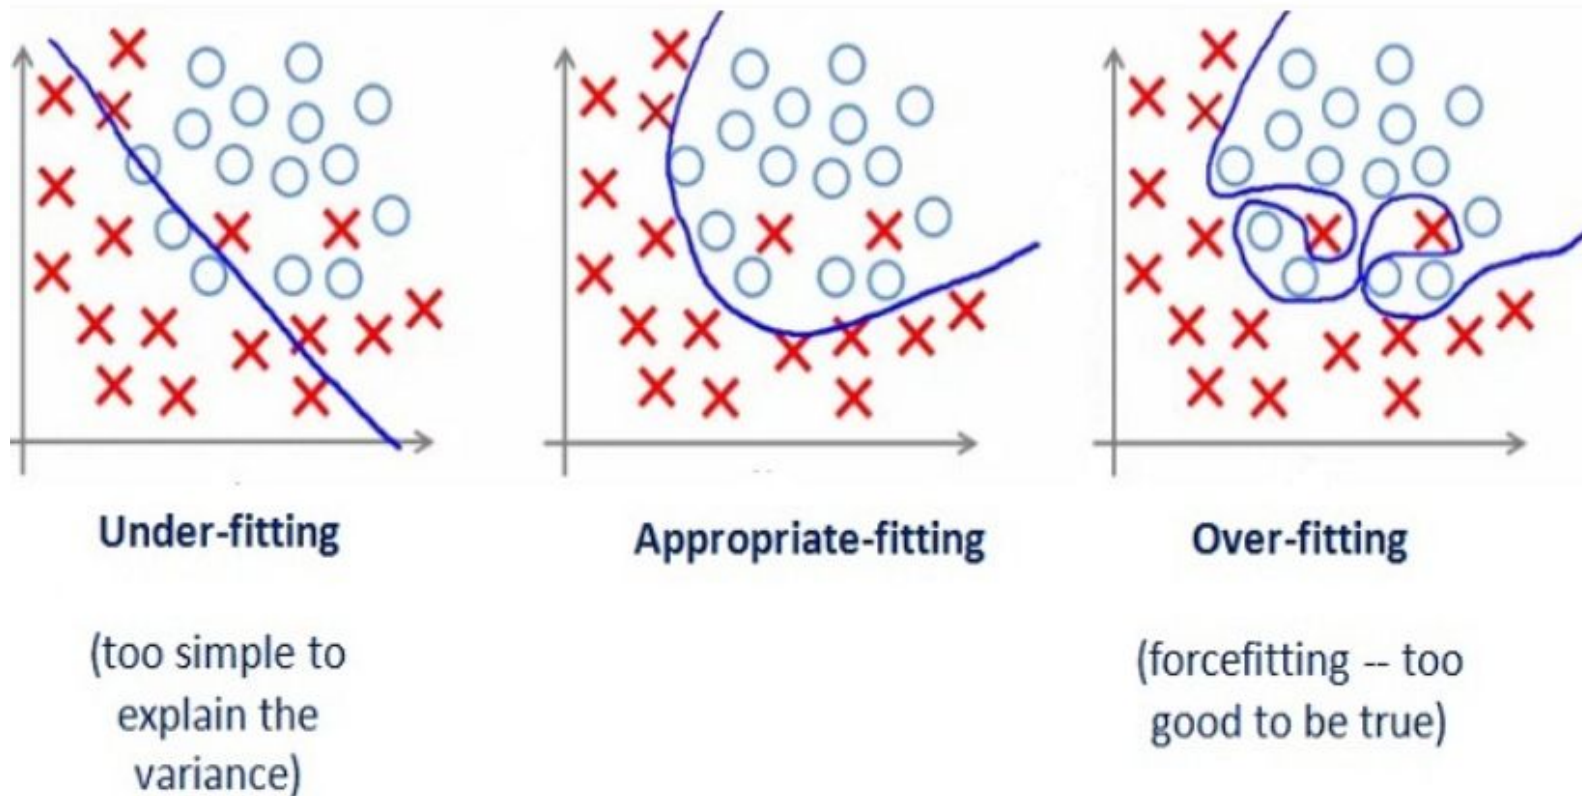 Under-fitting
(too simple to
explain the
variance)
Appropriate-fitting
Over-fitting
(forcefitting -- too
good to be true)